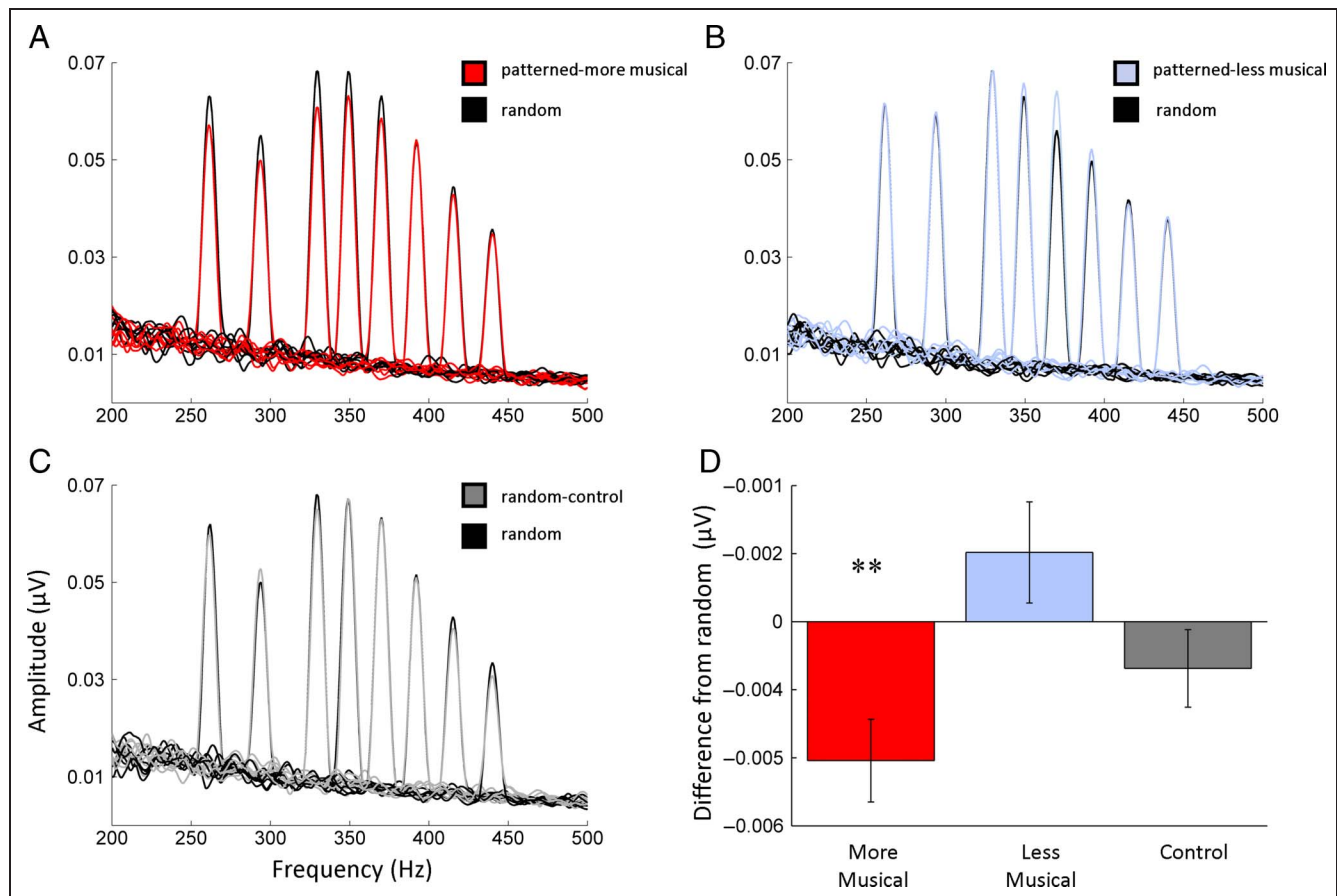 A
0.07
0.05
0.03
0.01
patterned-more musical
random
200 250 300 350 400 450 500
B
0.07
0.05
0.03
0.01
patterned-less musical
random
200 250 300 350 400 450 500
C
Amplitude (µV)
0.07
0.05
0.03
0.01
random-control
random
200 250 300 350 400 450 500
Frequency (Hz)
D
Difference from random (µV)
−0.001
−0.002
0
−0.004
−0.005
−0.006
**
More
Musical
Less
Musical
Control